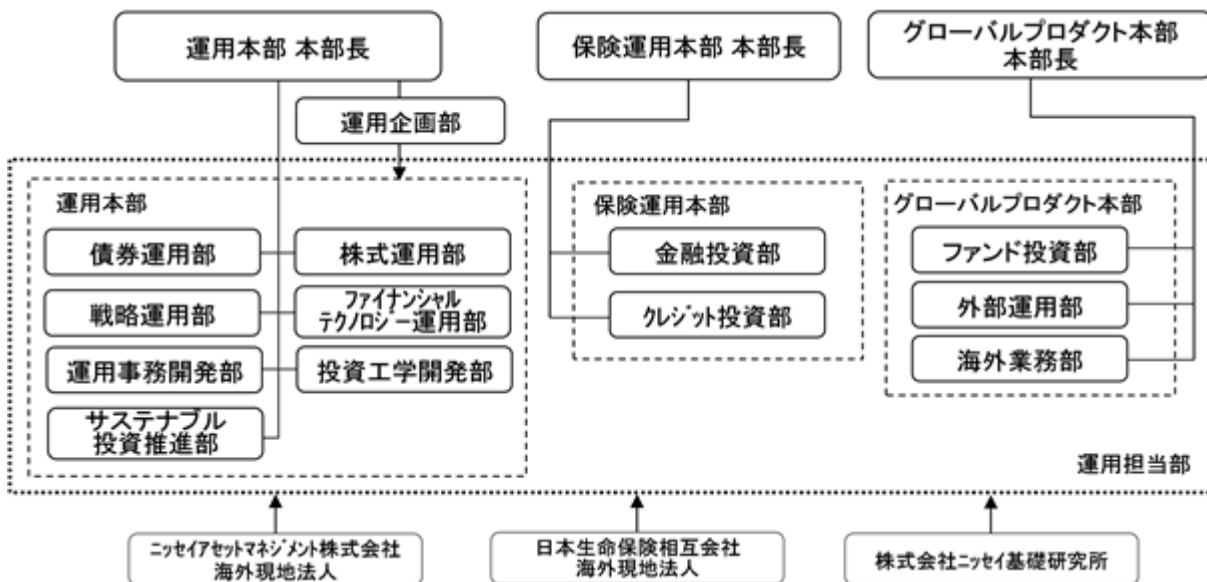 運用本部 本部長
保険運用本部 本部長
グローバルプロダクト本部
本部長
運用企画部
運用本部
債券運用部
株式運用部
戦略運用部
ファイナンシャル
テクノロジー運用部
運用事務開発部
投資工学開発部
サステナブル
投資推進部
保険運用本部
金融投資部
クレジット投資部
グローバルプロダクト本部
ファンド投資部
外部運用部
海外業務部
運用担当部
ニッセイアセットマネジメント株式会社
海外現地法人
日本生命保険相互会社
海外現地法人
株式会社ニッセイ基礎研究所